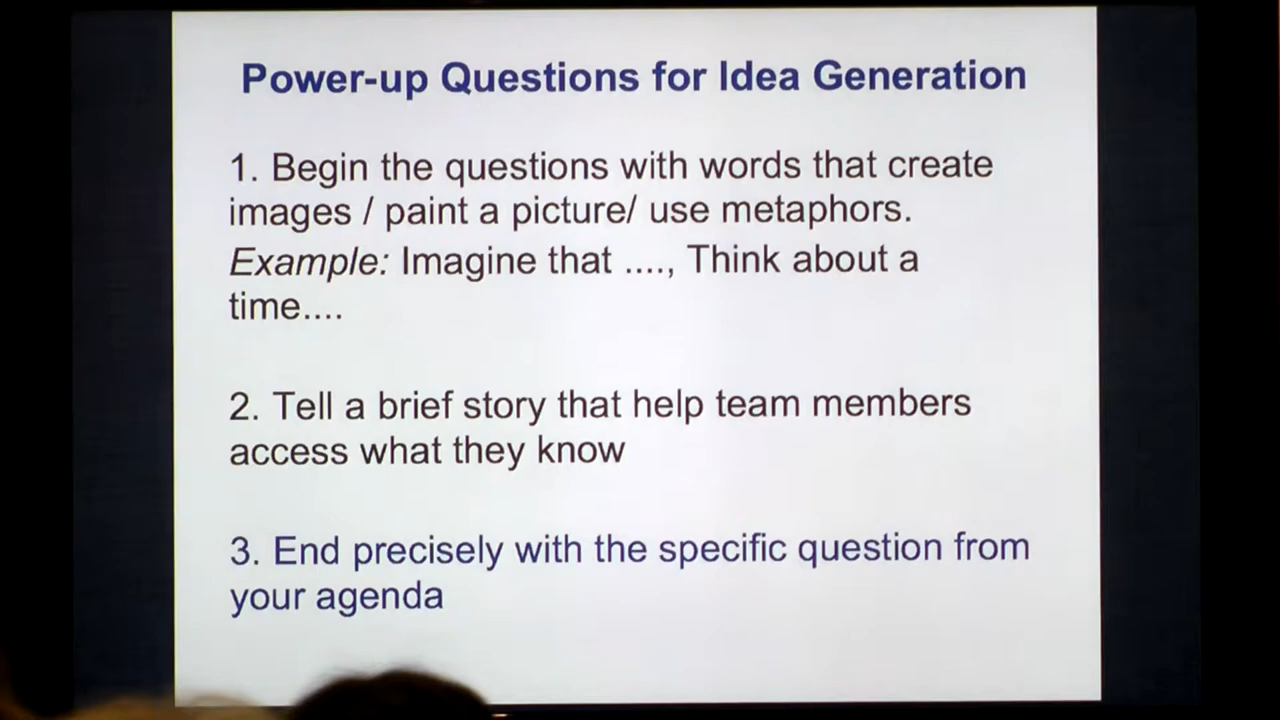 Power-up Questions for Idea Generation
1. Begin the questions with words that create
images / paint a picture/ use metaphors.
Example: Imagine that ...., Think about a
time....
2. Tell a brief story that help team members
access what they know
3. End precisely with the specific question from
your agenda